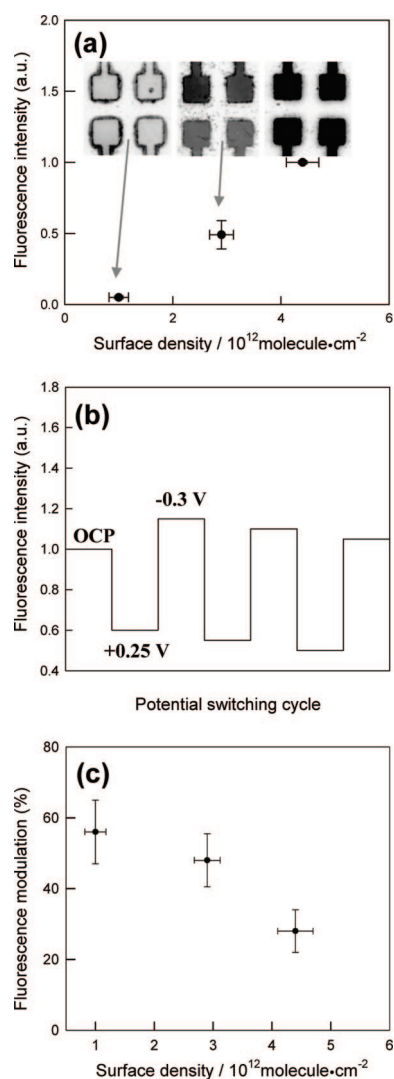 (a)
Fluorescence intensity (a.u.)
2.0
1.5
1.0
0.5
0.0
0 2 4 6
Surface density / 10¹²molecule•cm⁻²
(b)
Fluorescence intensity (a.u.)
1.8
1.6
1.4
1.2
1.0
0.8
0.6
0.4
OCP
-0.3 V
+0.25 V
Potential switching cycle
(c)
Fluorescence modulation (%)
80
60
40
20
0
1 2 3 4 5 6
Surface density / 10¹²molecule•cm⁻²